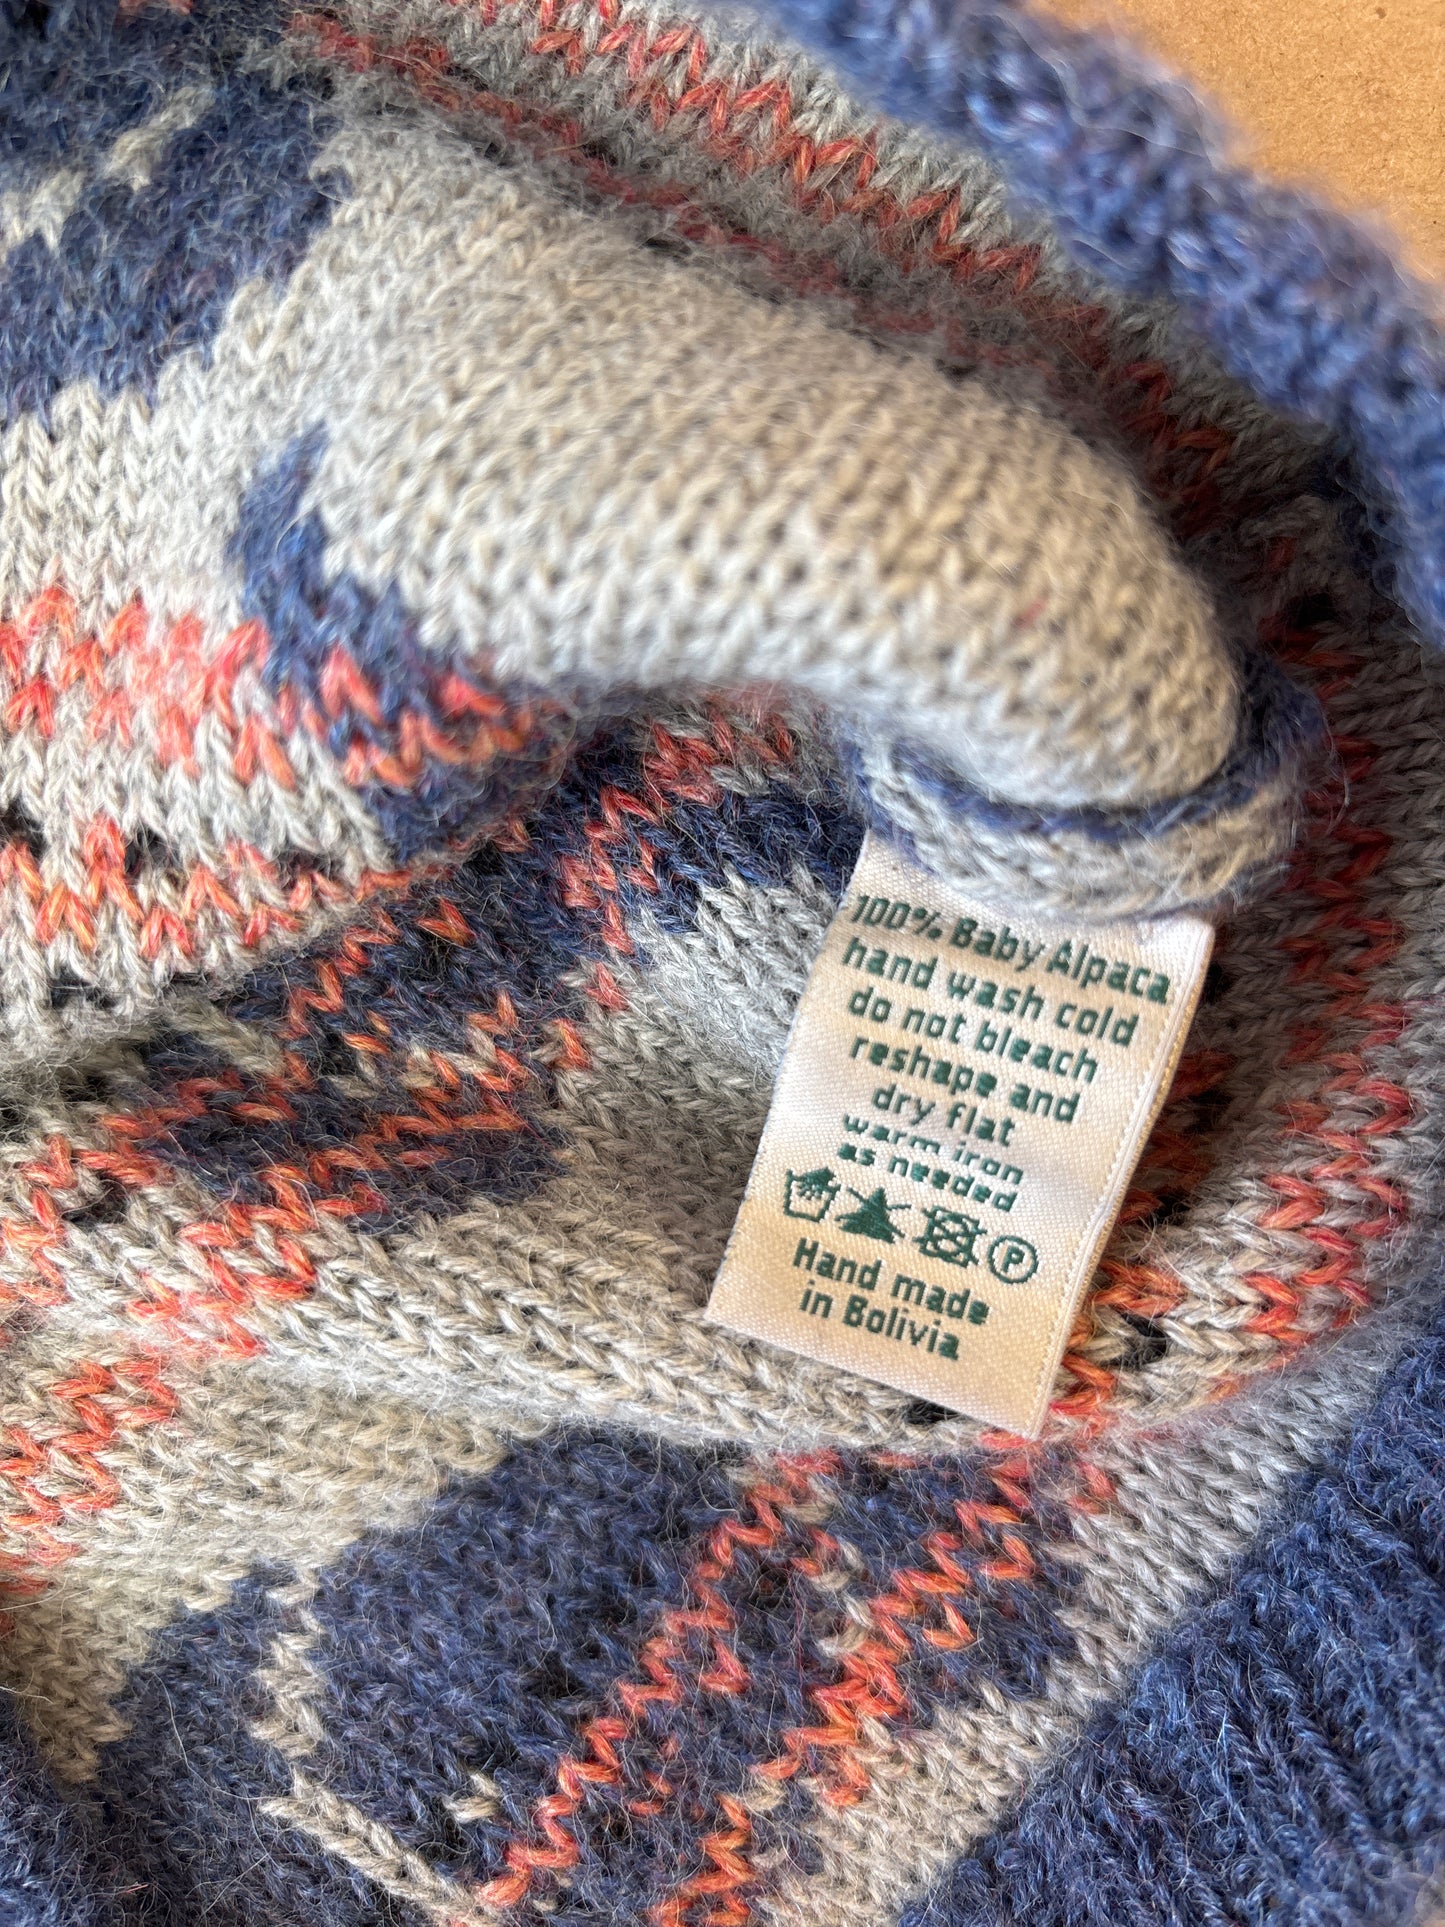 100% Baby Alpaca
hand wash cold
do not bleach
reshape and
dry flat
warm iron
as needed
P
Hand made
in Bolivia